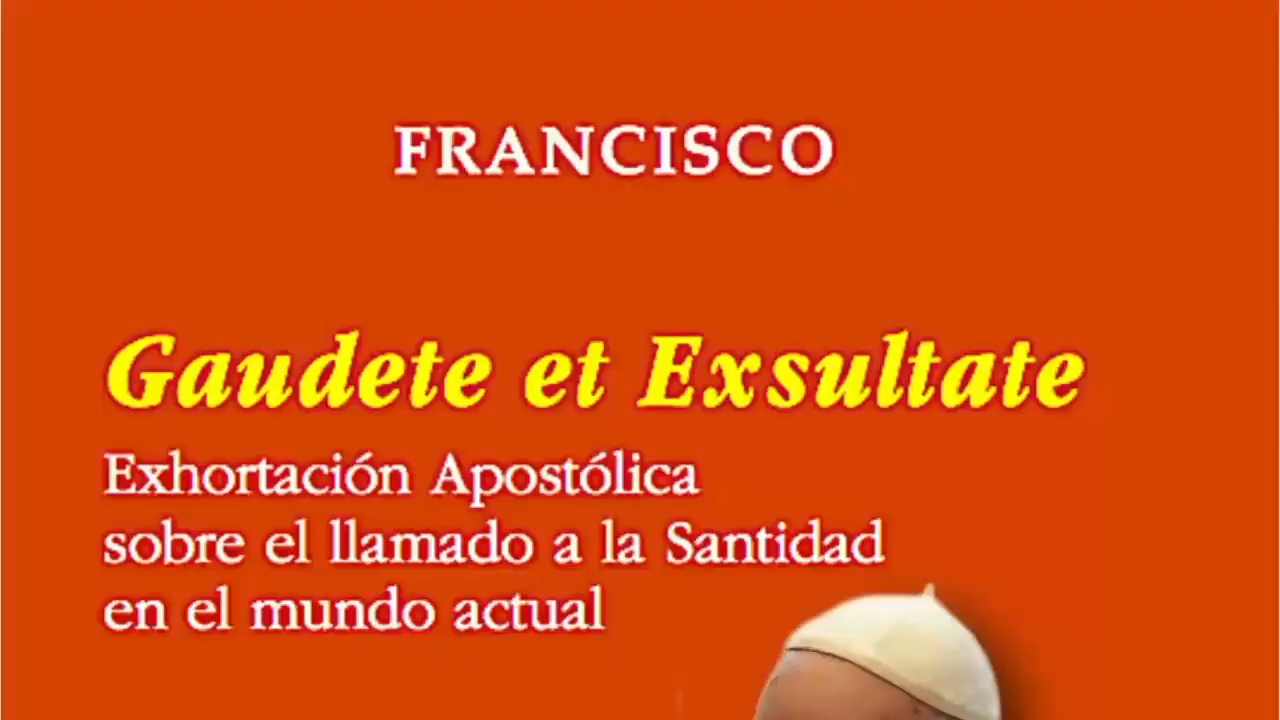 FRANCISCO
Gaudete et Exsultate
Exhortación Apostólica
sobre el llamado a la Santidad
en el mundo actual